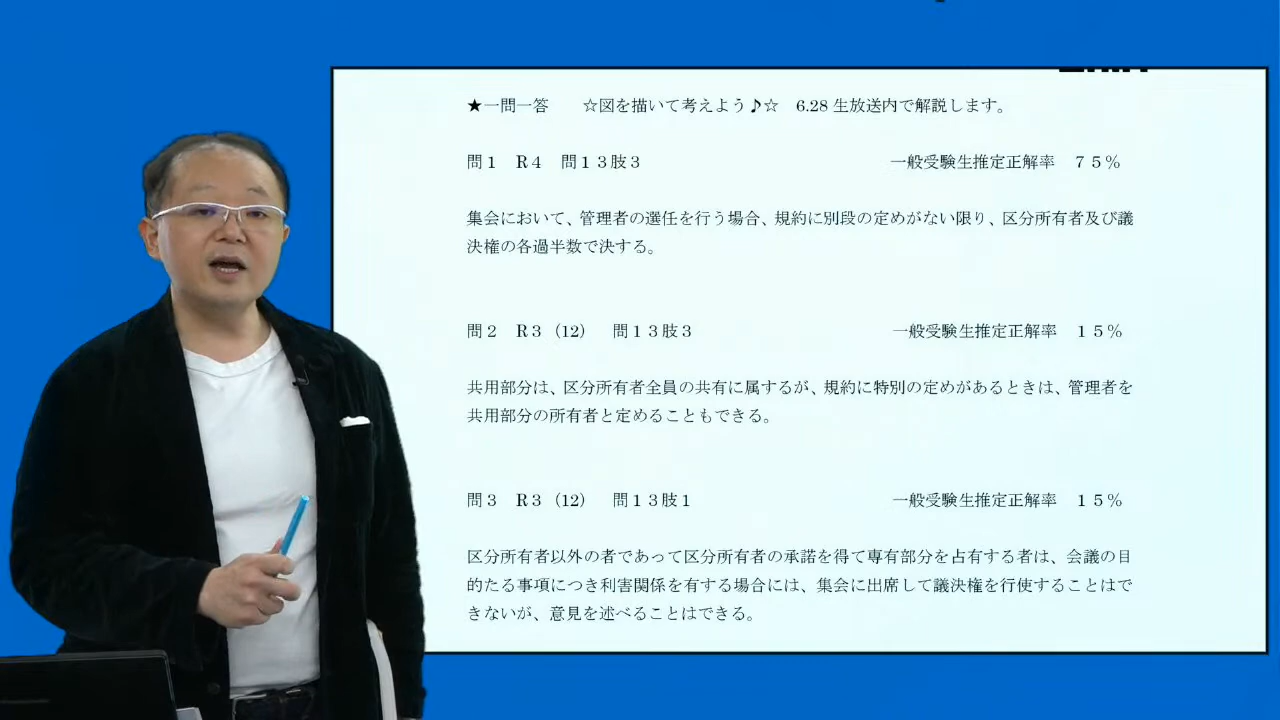 ★一問一答　　☆図を描いて考えよう♪☆　6.28 生放送内で解説します。
問１　Ｒ４　問１３肢３　　一般受験生推定正解率　７５％
集会において、管理者の選任を行う場合、規約に別段の定めがない限り、区分所有者及び議
決権の各過半数で決する。
問２　Ｒ３（12）　問１３肢３　　一般受験生推定正解率　１５％
共用部分は、区分所有者全員の共有に属するが、規約に特別の定めがあるときは、管理者を
共用部分の所有者と定めることもできる。
問３　Ｒ３（12）　問１３肢１　　一般受験生推定正解率　１５％
区分所有者以外の者であって区分所有者の承諾を得て専有部分を占有する者は、会議の目
的たる事項につき利害関係を有する場合には、集会に出席して議決権を行使することはで
きないが、意見を述べることはできる。